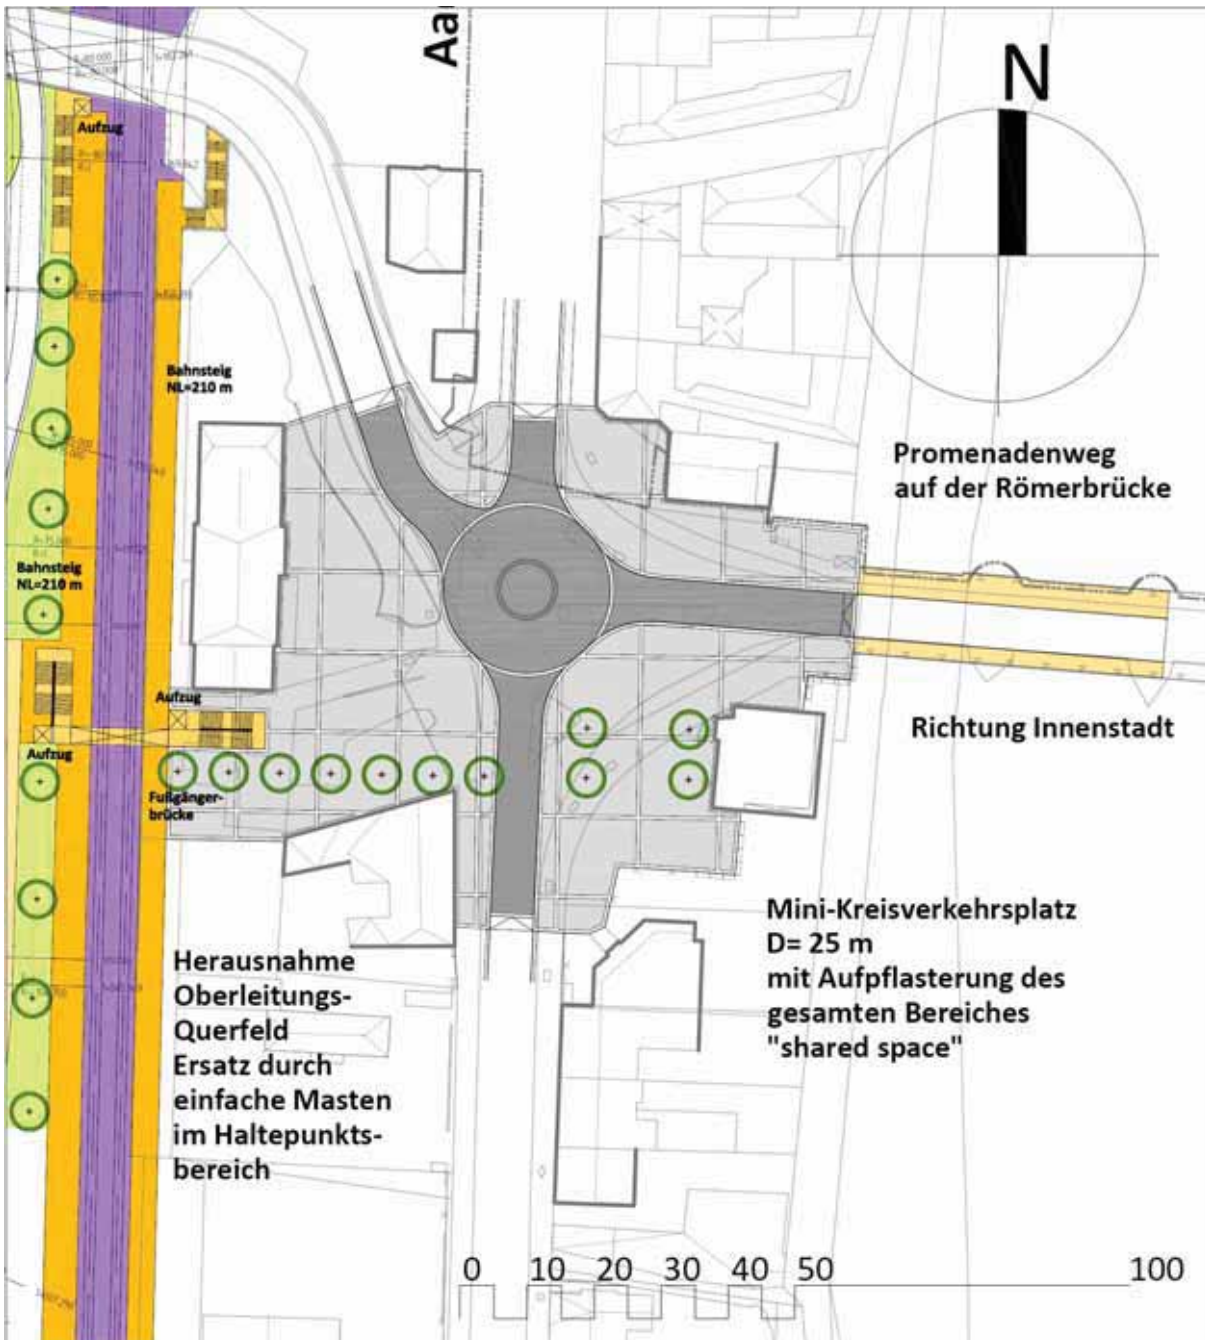 Aa
N
Aufzug
Bahnsteig
NL=210 m
Promenadenweg
auf der Römerbrücke
Bahnsteig
NL=210 m
Aufzug
Richtung Innenstadt
Aufzug
Fußgänger-
brücke
Mini-Kreisverkehrsplatz
D= 25 m
mit Aufpflasterung des
gesamten Bereiches
"shared space"
Herausnahme
Oberleitungs-
Querfeld
Ersatz durch
einfache Masten
im Haltepunkts-
bereich
0 10 20 30 40 50 100